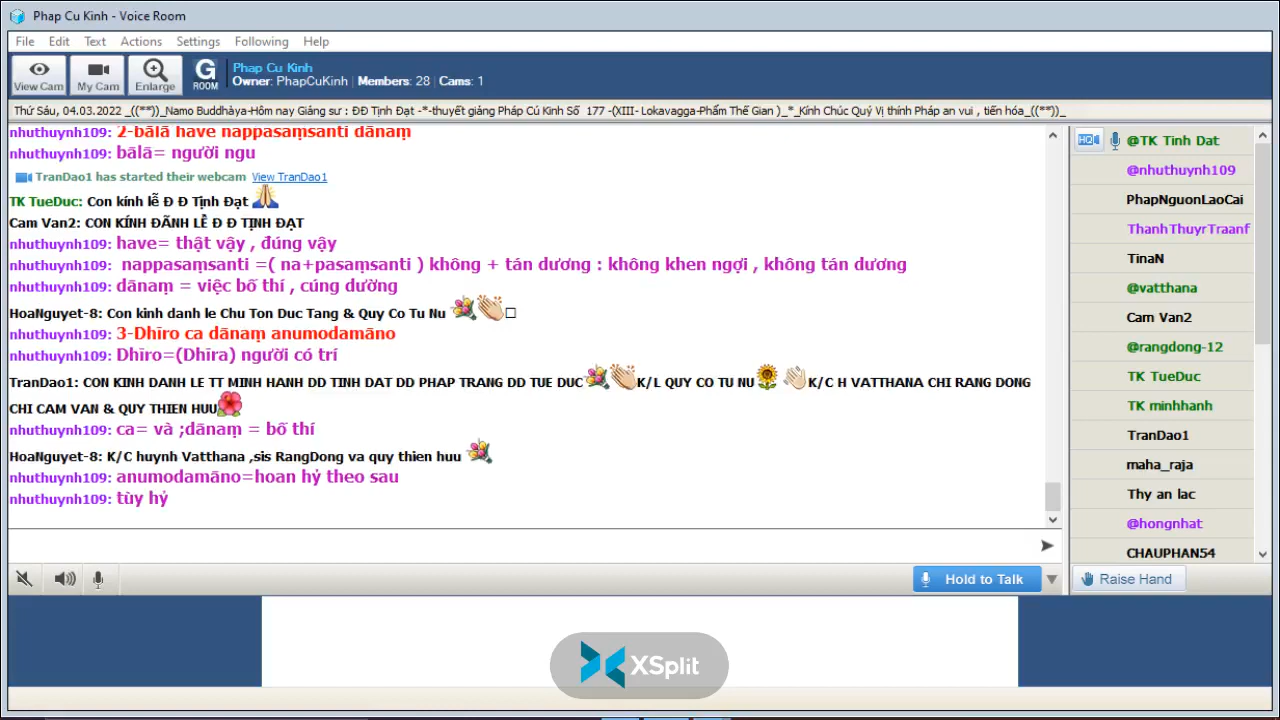 Phap Cu Kinh - Voice Room
File Edit Text Actions Settings Following Help
View Cam My Cam Enlarge G ROOM
Phap Cu Kinh
Owner: PhapCuKinh | Members: 28 | Cams: 1
Thứ Sáu, 04.03.2022 _((**))_Namo Buddhàya-Hôm nay Giảng sư : ĐĐ Tịnh Đạt -*-thuyết giảng Pháp Cú Kinh Số 177 -(XIII- Lokavagga-Phẩm Thế Gian )_*_Kính Chúc Quý Vị thính Pháp an vui , tiến hóa_((**))_
nhuthuynh109: 2-bālā have nappasaṃsanti dānaṃ
nhuthuynh109: bālā= người ngu
TranDao1 has started their webcam View TranDao1
TK TueDuc: Con kính lễ Đ Đ Tịnh Đạt
Cam Van2: CON KÍNH ĐÃNH LỄ Đ Đ TỊNH ĐẠT
nhuthuynh109: have= thật vậy , đúng vậy
nhuthuynh109: nappasaṃsanti =( na+pasaṃsanti ) không + tán dương : không khen ngợi , không tán dương
nhuthuynh109: dānaṃ = việc bố thí , cúng dường
HoaNguyet-8: Con kinh danh le Chu Ton Duc Tang & Quy Co Tu Nu
nhuthuynh109: 3-Dhīro ca dānaṃ anumodamāno
nhuthuynh109: Dhīro=(Dhīra) người có trí
TranDao1: CON KINH DANH LE TT MINH HANH DD TINH DAT DD PHAP TRANG DD TUE DUC K/L QUY CO TU NU K/C H VATTHANA CHI RANG DONG
CHI CAM VAN & QUY THIEN HUU
nhuthuynh109: ca= và ;dānaṃ = bố thí
HoaNguyet-8: K/C huynh Vatthana ,sis RangDong va quy thien huu
nhuthuynh109: anumodamāno=hoan hỷ theo sau
nhuthuynh109: tùy hỷ
HQ @TK Tinh Dat
@nhuthuynh109
PhapNguonLaoCai
ThanhThuyrTraanf
TinaN
@vatthana
Cam Van2
@rangdong-12
TK TueDuc
TK minhhanh
TranDao1
maha_raja
Thy an lac
@hongnhat
CHAUPHAN54
Hold to Talk
Raise Hand
XSplit